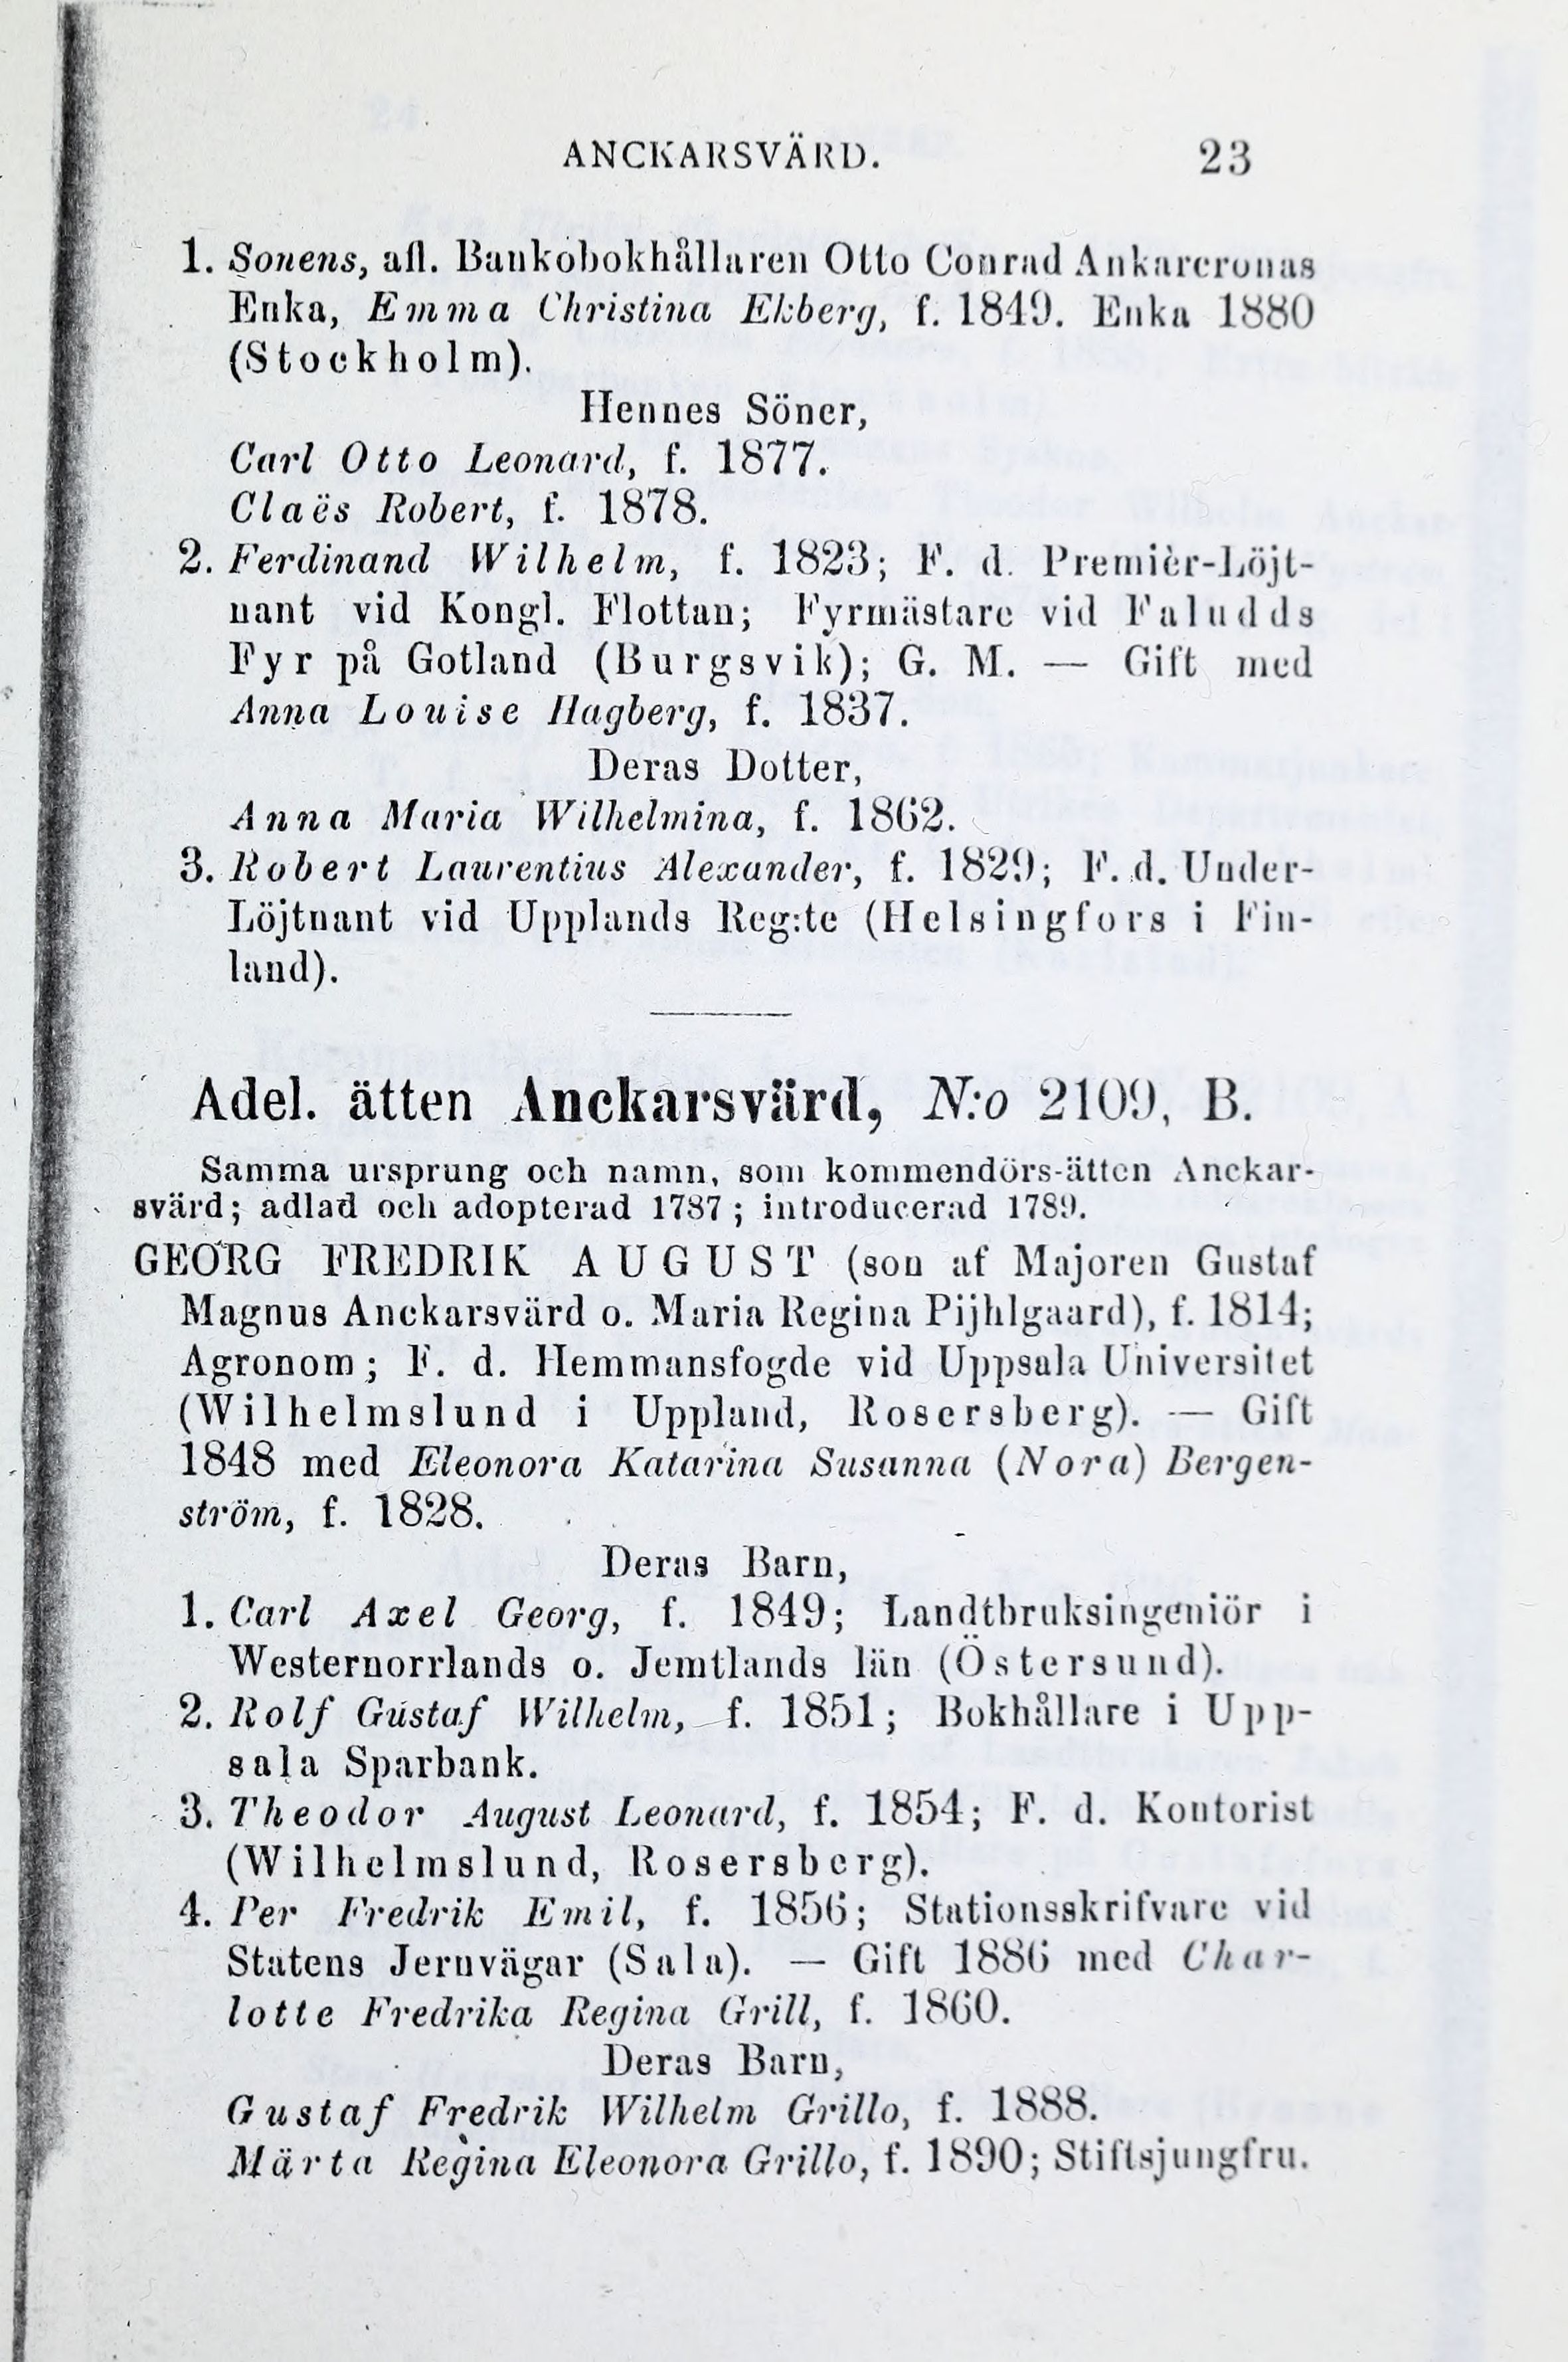 ANCKARSVÄRD. 23
1. Sonens, afl. Bankobokhållaren Otto Conrad Ankarcronas
Enka, Emma Christina Ekberg, f. 1849. Enka 1880
(Stockholm).
Hennes Söner,
Carl Otto Leonard, f. 1877.
Claës Robert, f. 1878.
2. Ferdinand Wilhelm, f. 1823; F. d. Premièr-Löjt-
nant vid Kongl. Flottan; Fyrmästare vid Faludds
Fyr på Gotland (Burgsvik); G. M. — Gift med
Anna Louise Hagberg, f. 1837.
Deras Dotter,
Anna Maria Wilhelmina, f. 1862.
3. Robert Laurentius Alexander, f. 1829; F. d. Under-
Löjtnant vid Upplands Reg:te (Helsingfors i Fin-
land).
Adel. ätten Anckarsvärd, N:o 2109, B.
Samma ursprung och namn, som kommendörs-ätten Anckar-
svärd; adlad och adopterad 1787; introducerad 1789.
GEORG FREDRIK AUGUST (son af Majoren Gustaf
Magnus Anckarsvärd o. Maria Regina Pijhlgaard), f. 1814;
Agronom; F. d. Hemmansfogde vid Uppsala Universitet
(Wilhelmslund i Uppland, Rosersberg). — Gift
1848 med Eleonora Katarina Susanna (Nora) Bergen-
ström, f. 1828.
Deras Barn,
1. Carl Axel Georg, f. 1849; Landtbruksingeniör i
Westernorrlands o. Jemtlands län (Östersund).
2. Rolf Gustaf Wilhelm, f. 1851; Bokhållare i Upp-
sala Sparbank.
3. Theodor August Leonard, f. 1854; F. d. Kontorist
(Wilhelmslund, Rosersberg).
4. Per Fredrik Emil, f. 1856; Stationsskrifvare vid
Statens Jernvägar (Sala). — Gift 1886 med Char-
lotte Fredrika Regina Grill, f. 1860.
Deras Barn,
Gustaf Fredrik Wilhelm Grillo, f. 1888.
Märta Regina Eleonora Grillo, f. 1890; Stiftsjungfru.